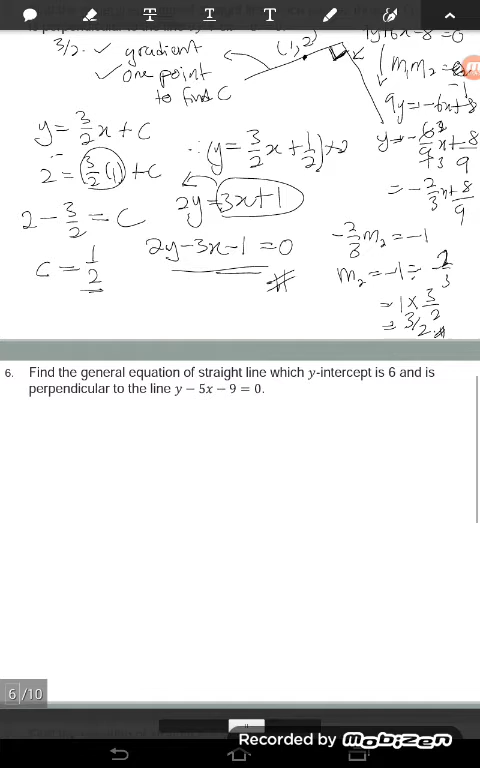 3/2. ✓ gradient
✓ one point
to find C
(1, 2)
m₁m₂ = -1
9y = -6x+8
y = -6/9 x + 8/9
= -2/3 x + 8/9
-2/3 m₂ = -1
m₂ = -1 ÷ -2/3
= 1 × 3/2
= 3/2
y = 3/2 x + C
2 = 3/2 (1) + C
2 - 3/2 = C
C = 1/2
∴ (y = 3/2 x + 1/2) ×2
2y = 3x + 1
2y - 3x - 1 = 0
6. Find the general equation of straight line which y-intercept is 6 and is
perpendicular to the line y − 5x − 9 = 0.
6 /10
Recorded by mobizen